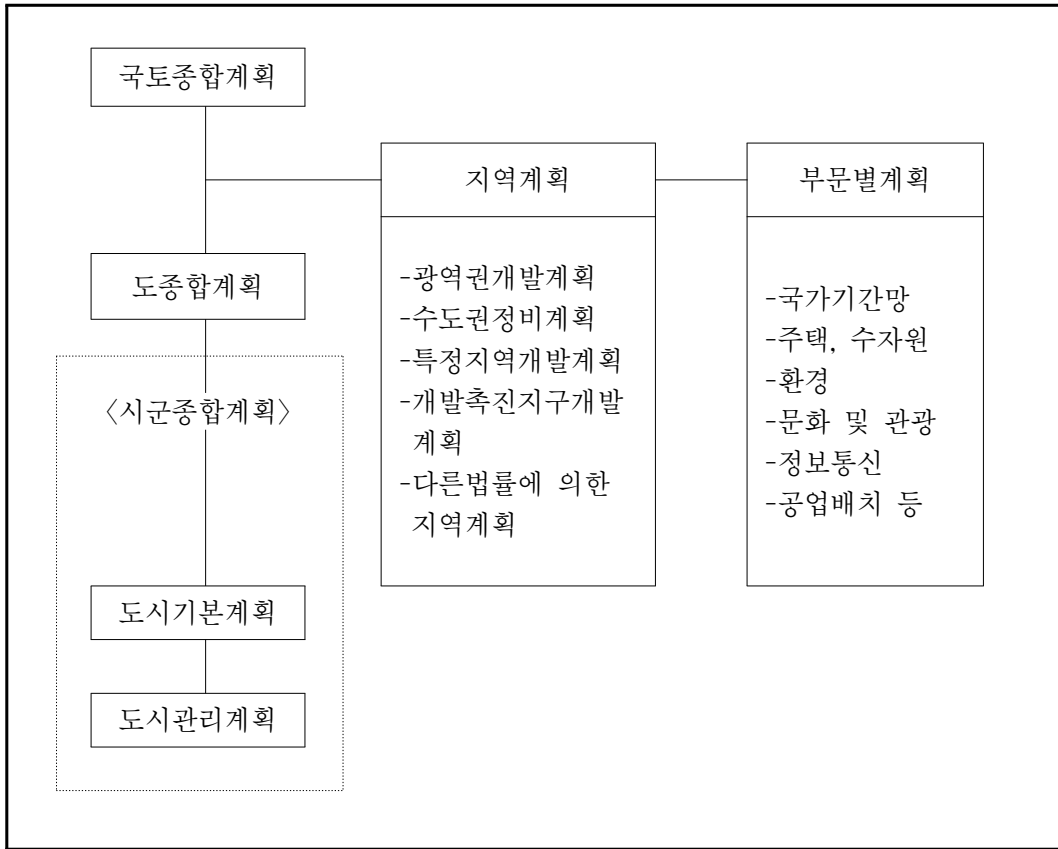 국토종합계획
지역계획
부문별계획
도종합계획
-광역권개발계획
-수도권정비계획
-특정지역개발계획
-개발촉진지구개발
계획
-다른법률에 의한
지역계획
-국가기간망
-주택, 수자원
-환경
-문화 및 관광
-정보통신
-공업배치 등
〈시군종합계획〉
도시기본계획
도시관리계획